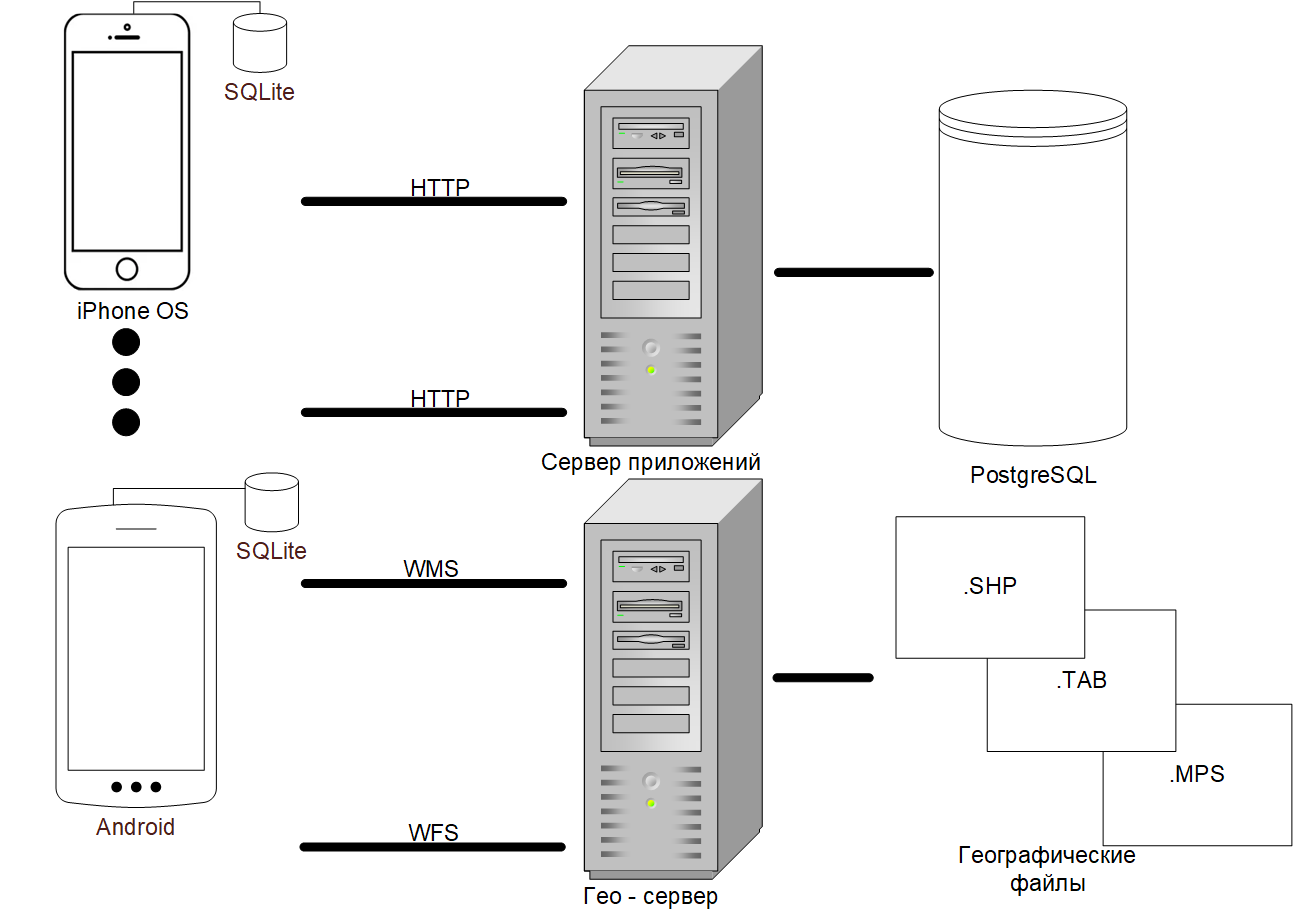 SQLite
HTTP
iPhone OS
HTTP
Сервер приложений
PostgreSQL
SQLite
WMS
.SHP
.TAB
.MPS
Android
WFS
Географические
файлы
Гео - сервер